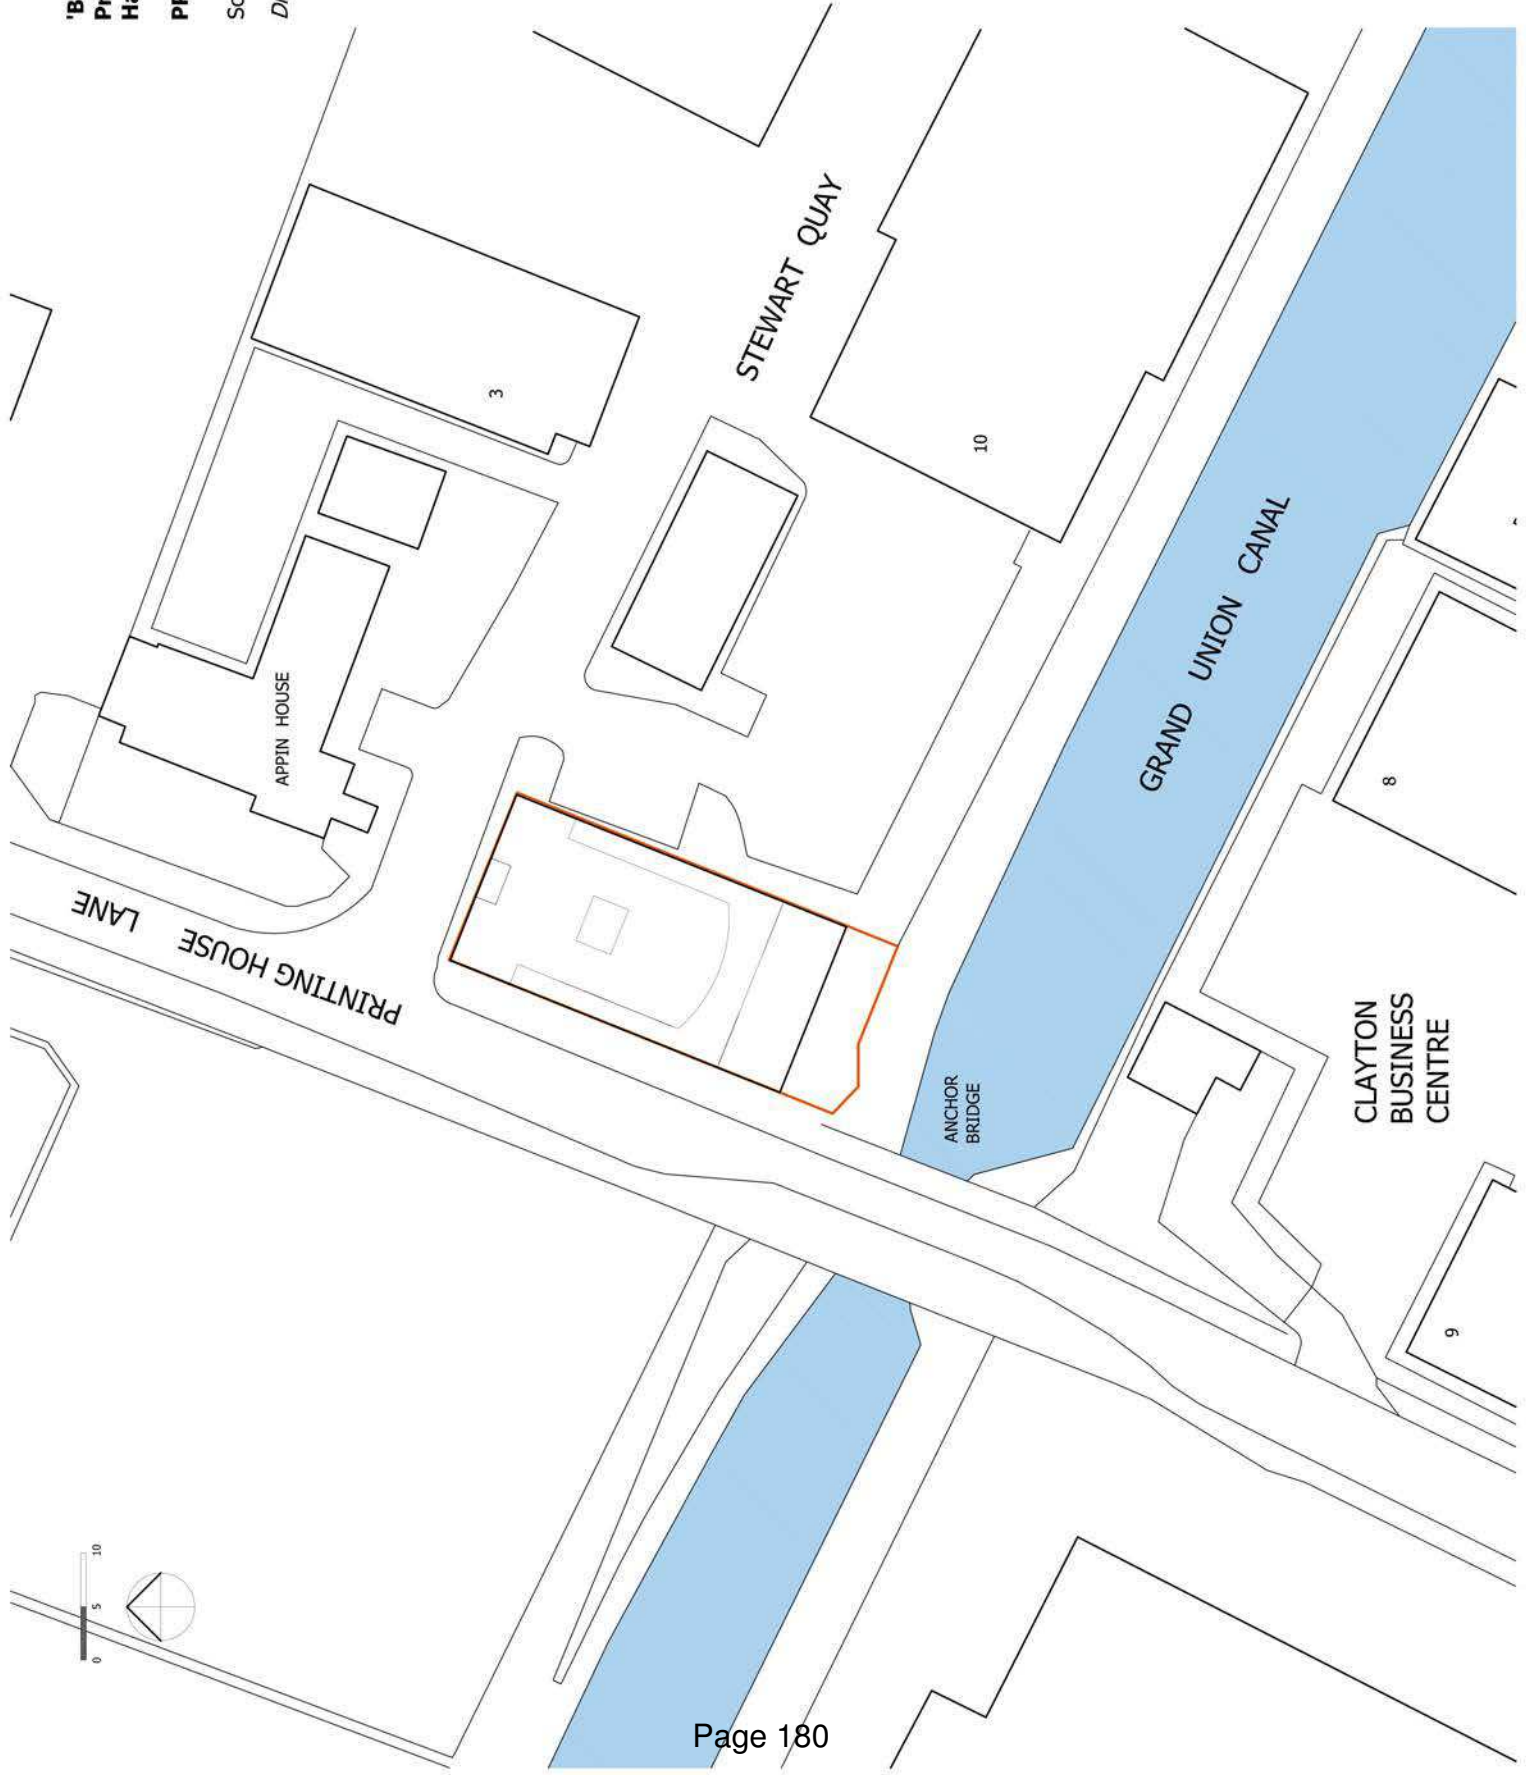 PRINTING HOUSE LANE
APPIN HOUSE
3
STEWART QUAY
10
GRAND UNION CANAL
ANCHOR
BRIDGE
CLAYTON
BUSINESS
CENTRE
8
9
0 5 10
Page 180